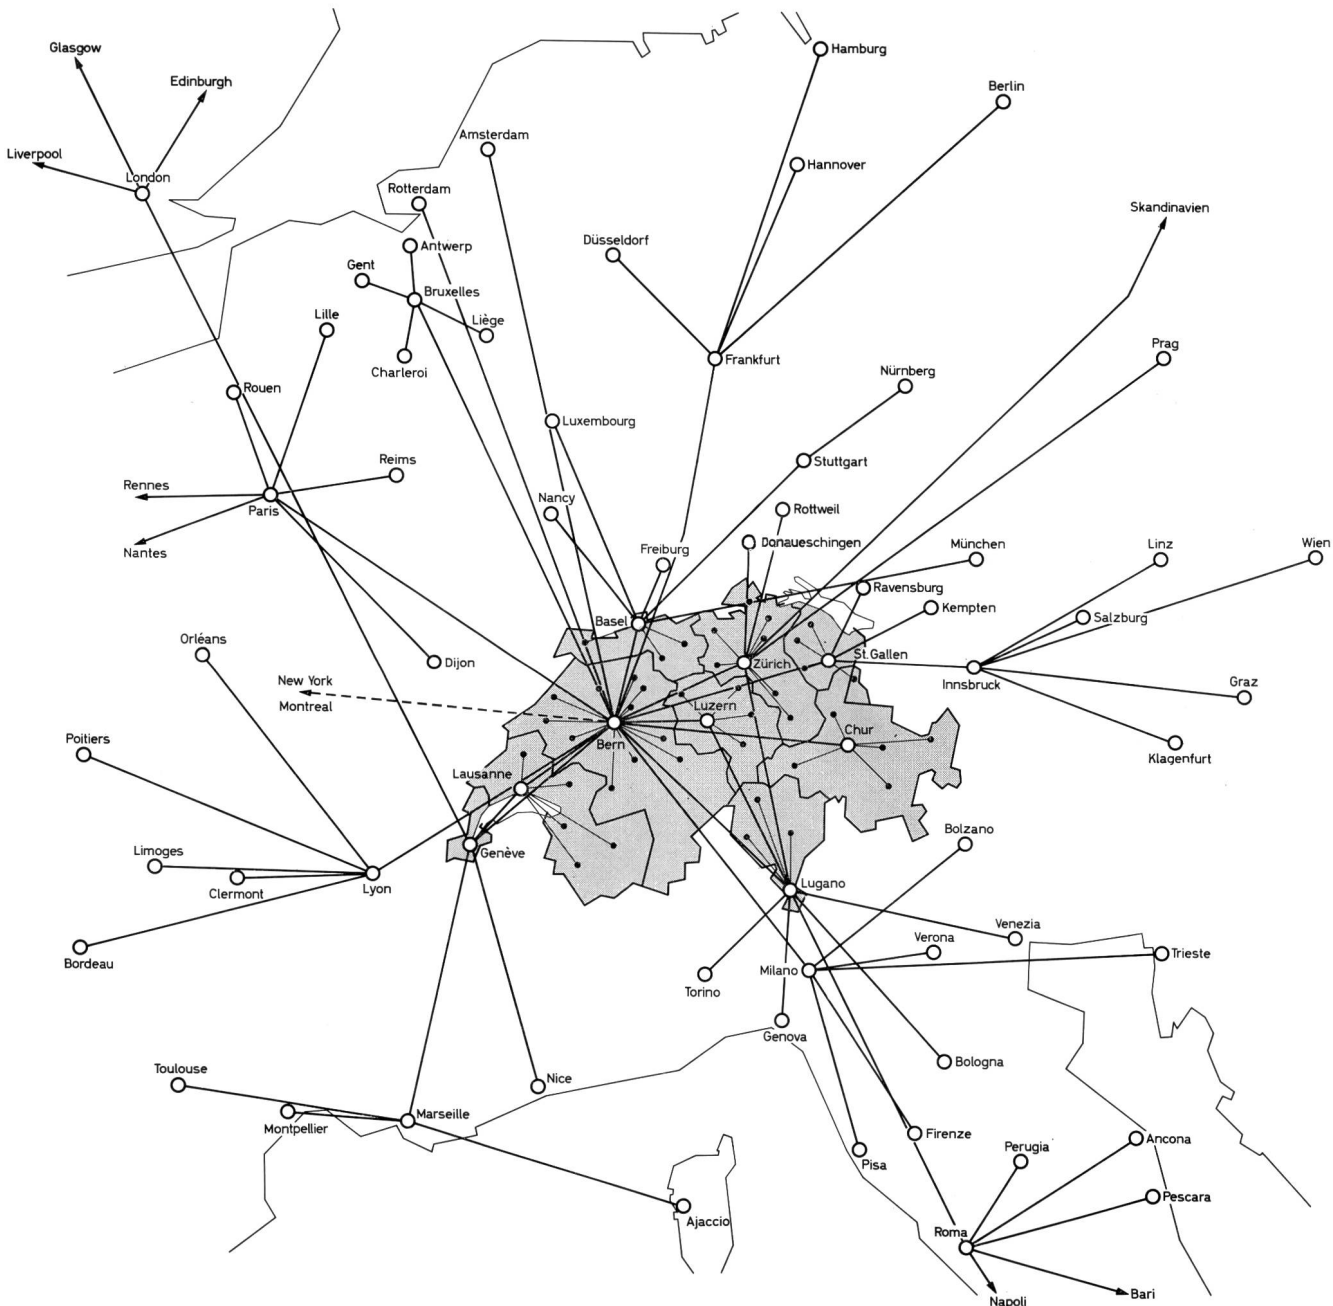 Glasgow
Hamburg
Edinburgh
Berlin
Amsterdam
Liverpool
Hannover
London
Rotterdam
Skandinavien
Düsseldorf
Antwerp
Gent
Bruxelles
Lille
Liège
Prag
Frankfurt
Charleroi
Nürnberg
Rouen
Luxembourg
Reims
Stuttgart
Rennes
Nancy
Paris
Rottweil
Nantes
Freiburg
Donaueschingen
München
Linz
Wien
Ravensburg
Kempten
Basel
Salzburg
Orléans
Dijon
Zürich
St.Gallen
New York
Innsbruck
Montreal
Graz
Luzern
Poitiers
Bern
Chur
Klagenfurt
Lausanne
Bolzano
Limoges
Genève
Clermont
Lyon
Lugano
Venezia
Verona
Bordeau
Trieste
Milano
Torino
Genova
Bologna
Toulouse
Nice
Marseille
Montpellier
Firenze
Ancona
Perugia
Pisa
Pescara
Ajaccio
Roma
Bari
Napoli